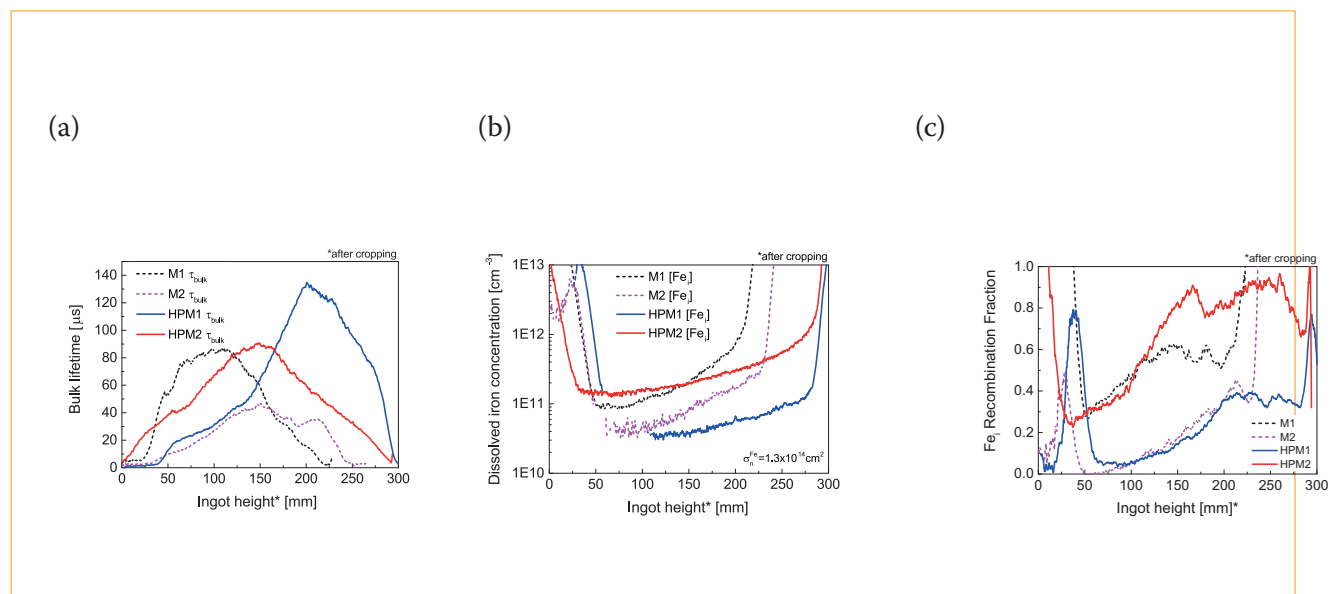 (a)
(b)
(c)
*after cropping
140
120
100
80
60
40
20
0
Bulk lifetime [µs]
M1 τbulk
M2 τbulk
HPM1 τbulk
HPM2 τbulk
0 50 100 150 200 250 300
Ingot height* [mm]
*after cropping
1E13
1E12
1E11
1E10
Dissolved iron concentration [cm⁻³]
M1 [Feᵢ]
M2 [Feᵢ]
HPM1 [Feᵢ]
HPM2 [Feᵢ]
σₙFeᵢ=1.3x10¹⁴cm²
0 50 100 150 200 250 300
Ingot height* [mm]
*after cropping
1.0
0.8
0.6
0.4
0.2
0.0
Feᵢ Recombination Fraction
M1
M2
HPM1
HPM2
0 50 100 150 200 250 300
Ingot height [mm]*